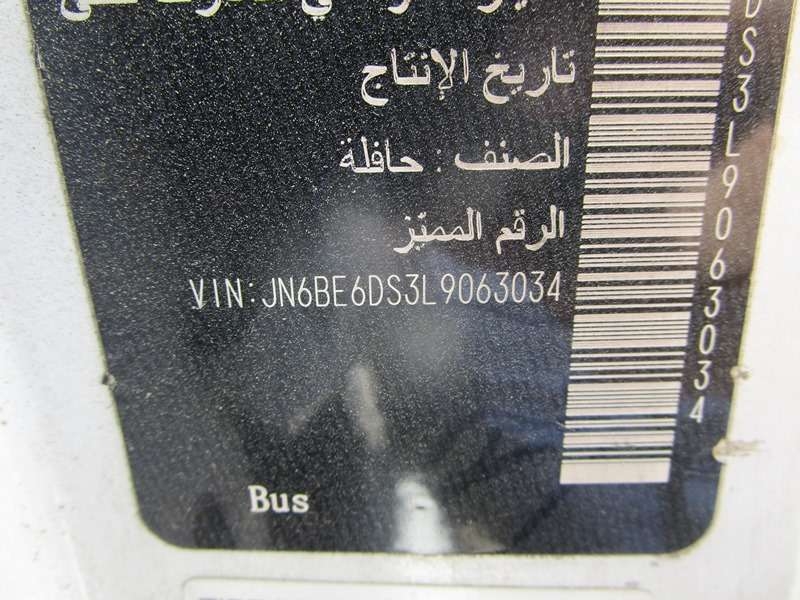 تاريخ الإنتاج
الصنف : حافلة
الرقم المميّز
VIN:JN6BE6DS3L9063034
Bus
DS3L9063034